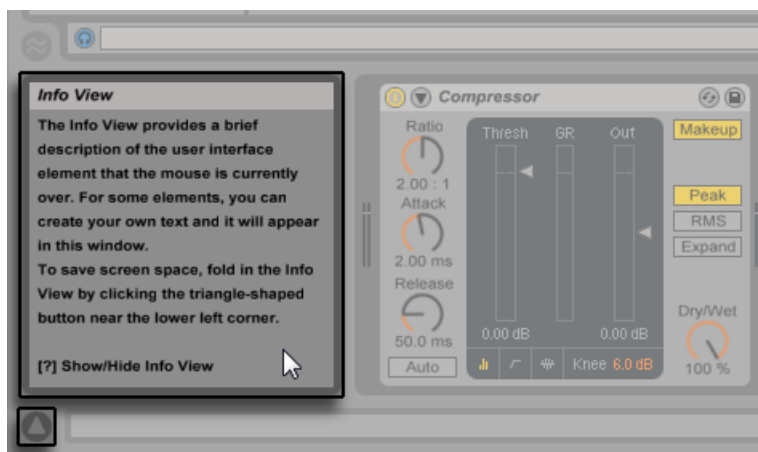 Info View
The Info View provides a brief
description of the user interface
element that the mouse is currently
over. For some elements, you can
create your own text and it will appear
in this window.
To save screen space, fold in the Info
View by clicking the triangle-shaped
button near the lower left corner.
[?] Show/Hide Info View
Compressor
Ratio
2.00 : 1
Attack
2.00 ms
Release
50.0 ms
Auto
Thresh GR Out
0.00 dB 0.00 dB
Knee 6.0 dB
Makeup
Peak
RMS
Expand
Dry/Wet
100 %